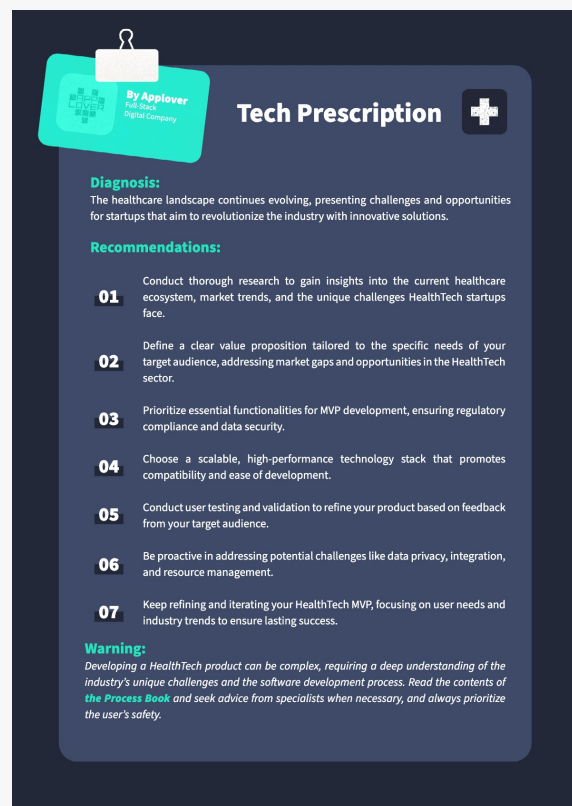 APP
LOVER
By Applover
Full-Stack
Digital Company
Tech Prescription
Diagnosis:
The healthcare landscape continues evolving, presenting challenges and opportunities
for startups that aim to revolutionize the industry with innovative solutions.
Recommendations:
01
Conduct thorough research to gain insights into the current healthcare
ecosystem, market trends, and the unique challenges HealthTech startups
face.
02
Define a clear value proposition tailored to the specific needs of your
target audience, addressing market gaps and opportunities in the HealthTech
sector.
03
Prioritize essential functionalities for MVP development, ensuring regulatory
compliance and data security.
04
Choose a scalable, high-performance technology stack that promotes
compatibility and ease of development.
05
Conduct user testing and validation to refine your product based on feedback
from your target audience.
06
Be proactive in addressing potential challenges like data privacy, integration,
and resource management.
07
Keep refining and iterating your HealthTech MVP, focusing on user needs and
industry trends to ensure lasting success.
Warning:
Developing a HealthTech product can be complex, requiring a deep understanding of the
industry's unique challenges and the software development process. Read the contents of
the Process Book and seek advice from specialists when necessary, and always prioritize
the user's safety.